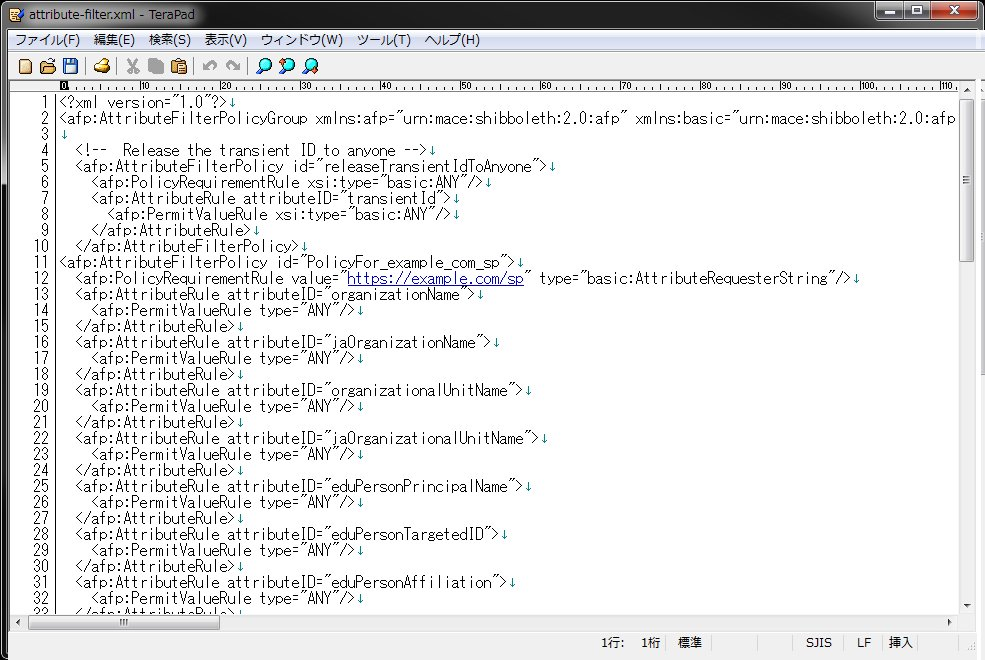 attribute-filter.xml - TeraPad
ファイル(F) 編集(E) 検索(S) 表示(V) ウィンドウ(W) ツール(T) ヘルプ(H)
0 10 20 30 40 50 60 70 80 90 100 110
1 <?xml version="1.0"?>↓
2 <afp:AttributeFilterPolicyGroup xmlns:afp="urn:mace:shibboleth:2.0:afp" xmlns:basic="urn:mace:shibboleth:2.0:afp
3 ↓
4 <!-- Release the transient ID to anyone -->↓
5 <afp:AttributeFilterPolicy id="releaseTransientIdToAnyone">↓
6 <afp:PolicyRequirementRule xsi:type="basic:ANY"/>↓
7 <afp:AttributeRule attributeID="transientId">↓
8 <afp:PermitValueRule xsi:type="basic:ANY"/>↓
9 </afp:AttributeRule>↓
10 </afp:AttributeFilterPolicy>↓
11 <afp:AttributeFilterPolicy id="PolicyFor_example_com_sp">↓
12 <afp:PolicyRequirementRule value="https://example.com/sp" type="basic:AttributeRequesterString"/>↓
13 <afp:AttributeRule attributeID="organizationName">↓
14 <afp:PermitValueRule type="ANY"/>↓
15 </afp:AttributeRule>↓
16 <afp:AttributeRule attributeID="jaOrganizationName">↓
17 <afp:PermitValueRule type="ANY"/>↓
18 </afp:AttributeRule>↓
19 <afp:AttributeRule attributeID="organizationalUnitName">↓
20 <afp:PermitValueRule type="ANY"/>↓
21 </afp:AttributeRule>↓
22 <afp:AttributeRule attributeID="jaOrganizationalUnitName">↓
23 <afp:PermitValueRule type="ANY"/>↓
24 </afp:AttributeRule>↓
25 <afp:AttributeRule attributeID="eduPersonPrincipalName">↓
26 <afp:PermitValueRule type="ANY"/>↓
27 </afp:AttributeRule>↓
28 <afp:AttributeRule attributeID="eduPersonTargetedID">↓
29 <afp:PermitValueRule type="ANY"/>↓
30 </afp:AttributeRule>↓
31 <afp:AttributeRule attributeID="eduPersonAffiliation">↓
32 <afp:PermitValueRule type="ANY"/>↓
33 </afp:AttributeRule>↓
1行: 1桁 標準 SJIS LF 挿入